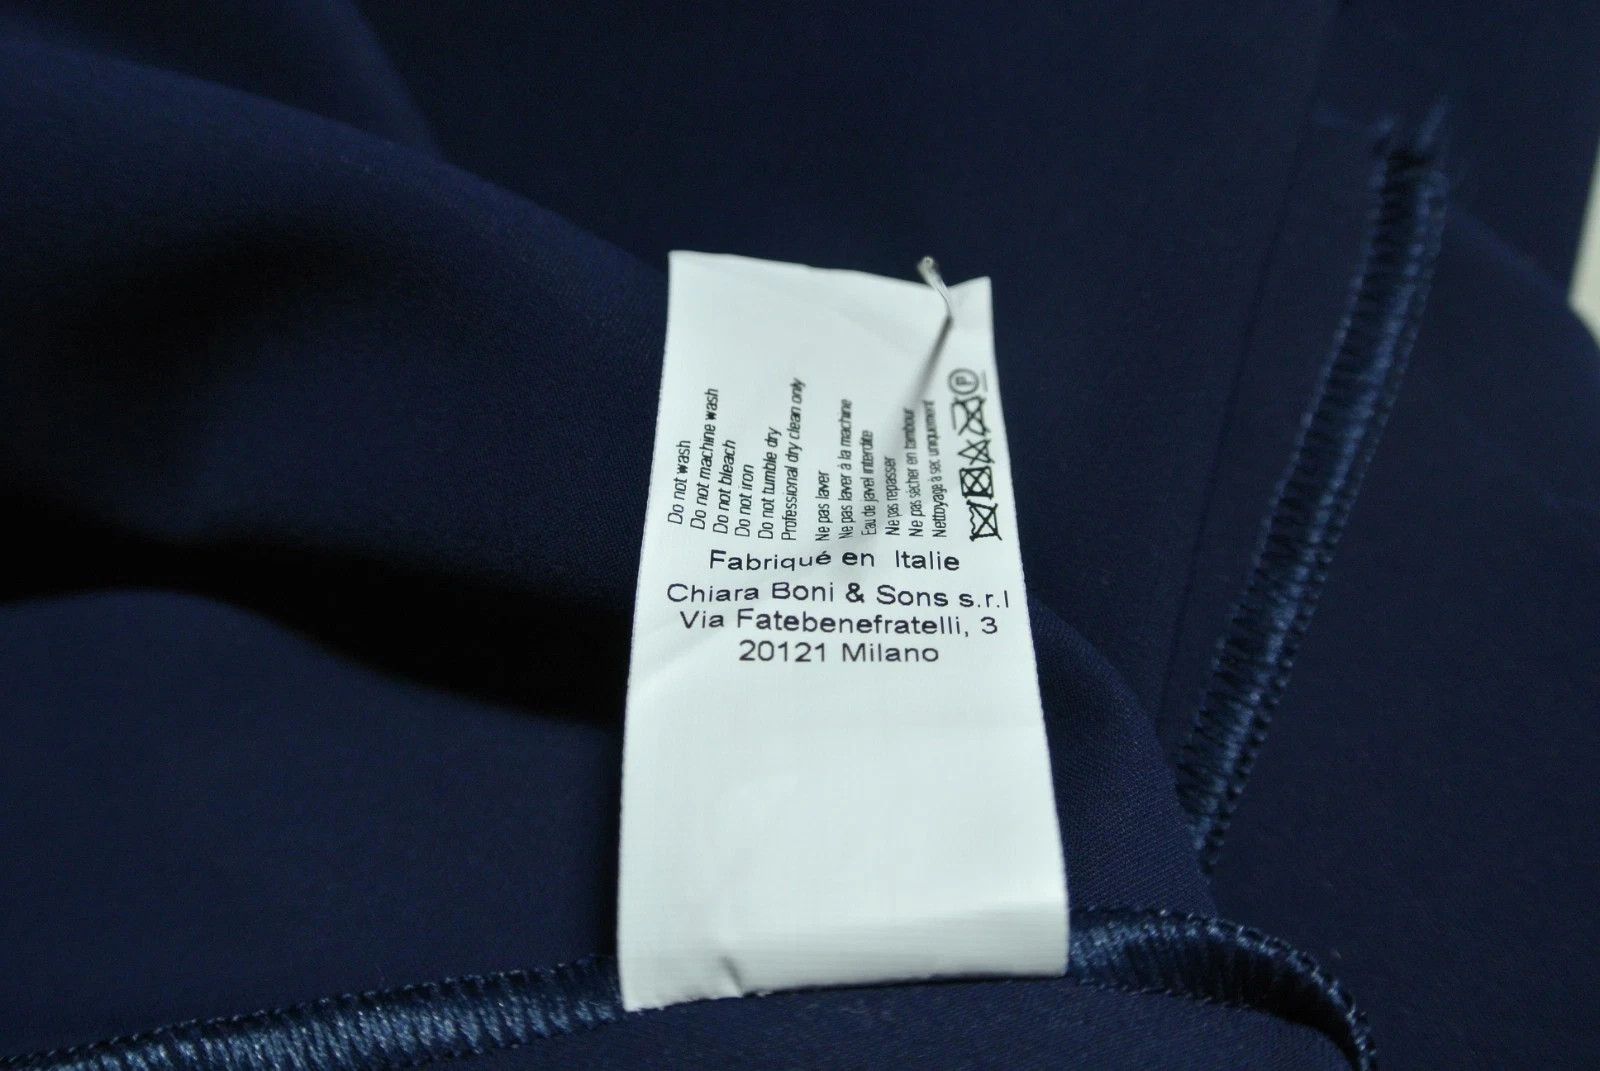 Do not wash
Do not machine wash
Do not bleach
Do not iron
Do not tumble dry
Professional dry clean only
Ne pas laver
Ne pas laver à la machine
Eau de javel interdite
Ne pas repasser
Ne pas sècher en tambour
Nettoyage à sec uniquement
P
Fabriqué en Italie
Chiara Boni & Sons s.r.l
Via Fatebenefratelli, 3
20121 Milano